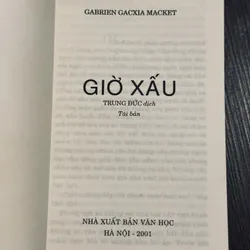 GABRIEN GACXIA MACKET
GIỜ XẤU
TRUNG ĐỨC dịch
Tái bản
NHÀ XUẤT BẢN VĂN HỌC
HÀ NỘI - 2001